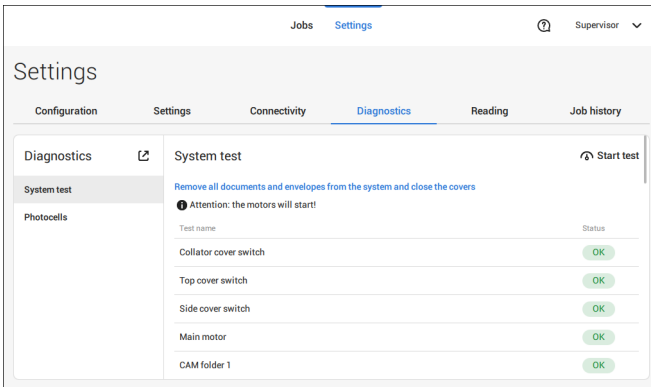 Jobs Settings Supervisor
Settings
Configuration Settings Connectivity Diagnostics Reading Job history
Diagnostics System test Start test
System test Remove all documents and envelopes from the system and close the covers
Attention: the motors will start!
Photocells
Test name Status
Collator cover switch OK
Top cover switch OK
Side cover switch OK
Main motor OK
CAM folder 1 OK